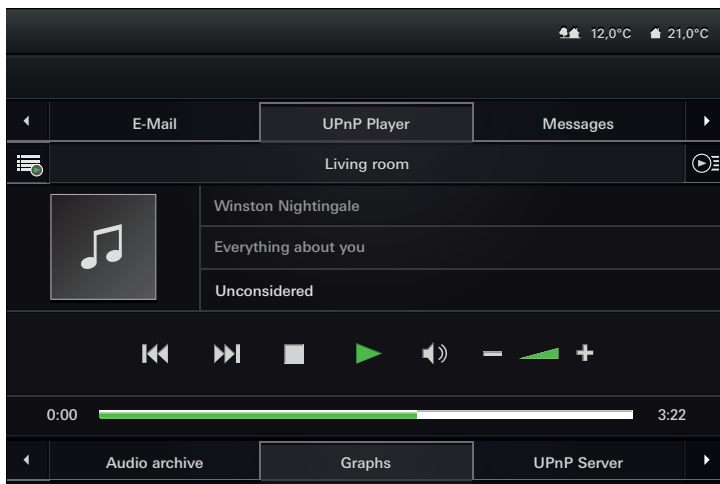 12,0°C 21,0°C
E-Mail UPnP Player Messages
Living room
Winston Nightingale
Everything about you
Unconsidered
0:00 3:22
Audio archive Graphs UPnP Server